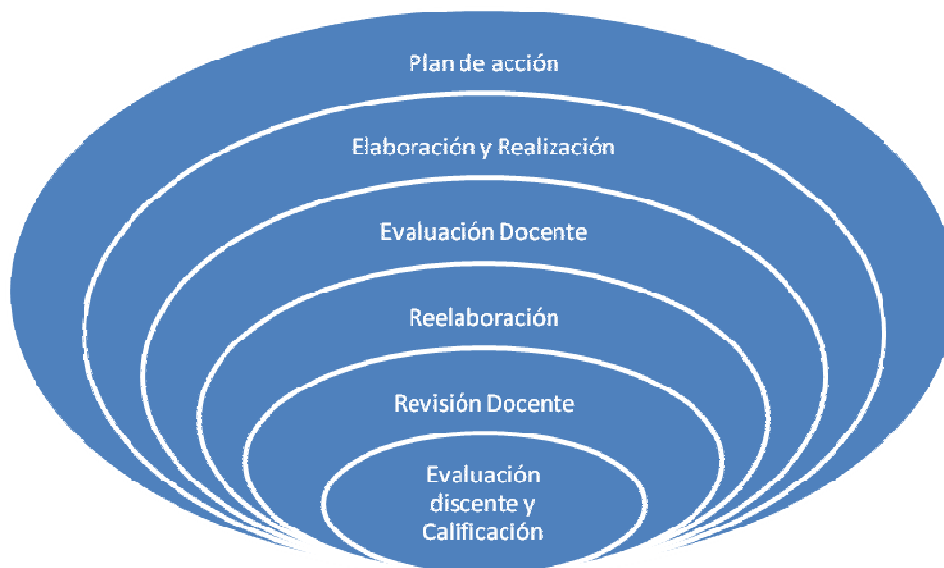 Plan de acción
Elaboración y Realización
Evaluación Docente
Reelaboración
Revisión Docente
Evaluación
discente y
Calificación